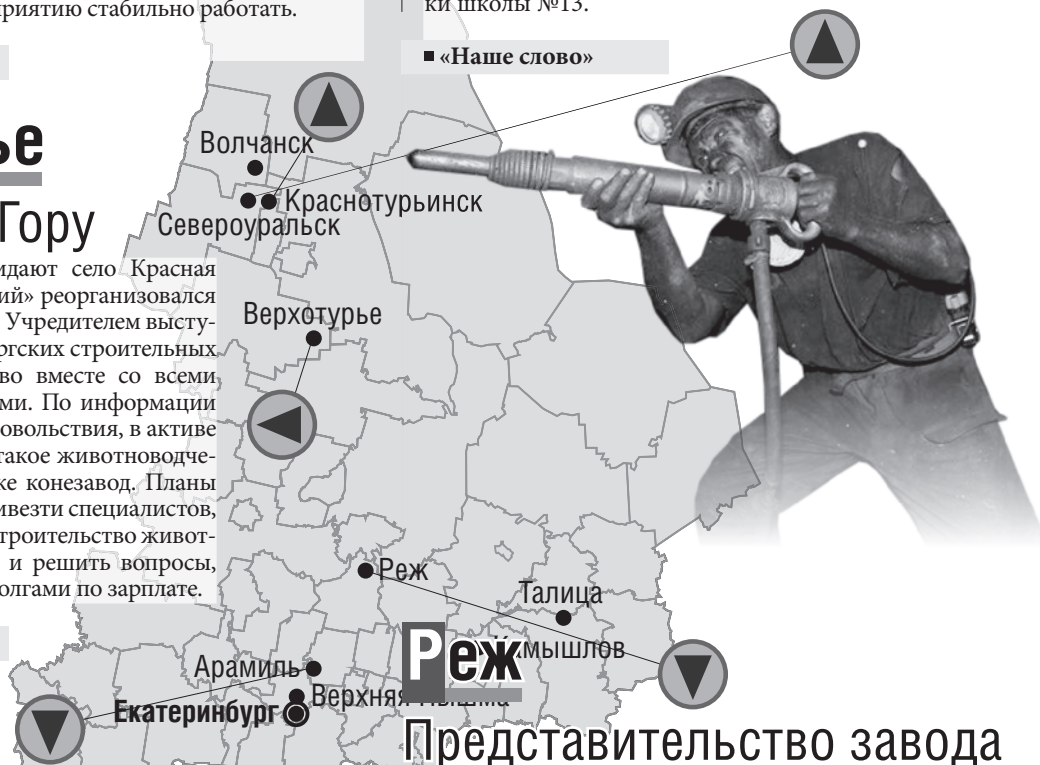 приятию стабильно работать.
ки школы №13.
«Наше слово»
Волчанск
Краснотурьинск
Североуральск
ье
Гору
идают село Красная
ий» реорганизовался
Учредителем высту-
ргских строительных
во вместе со всеми
ми. По информации
овольствия, в активе
такое животноводче-
же конезавод. Планы
ивезти специалистов,
троительство живот-
и решить вопросы,
олгами по зарплате.
Верхотурье
Реж
Талица
Камышлов
Арамиль
Верхняя Пышма
Екатеринбург
Реж
Представительство завода